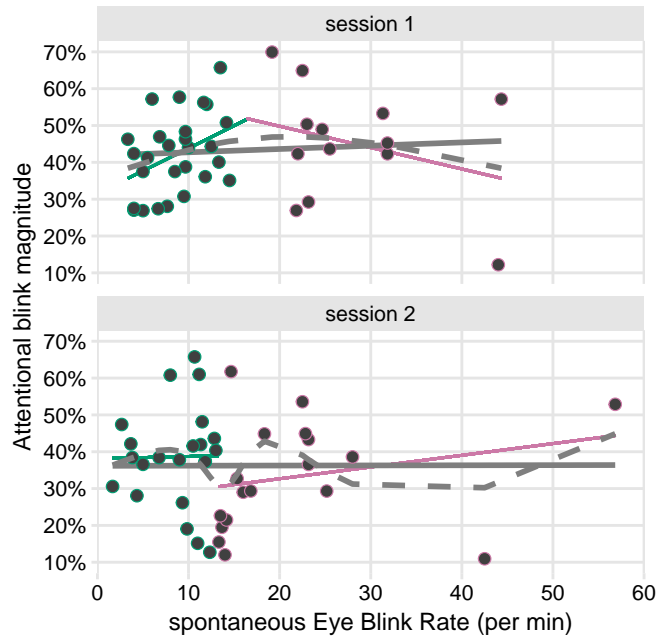 session 1
70%
60%
50%
40%
30%
20%
10%
session 2
70%
60%
50%
40%
30%
20%
10%
0 10 20 30 40 50 60
spontaneous Eye Blink Rate (per min)
Attentional blink magnitude